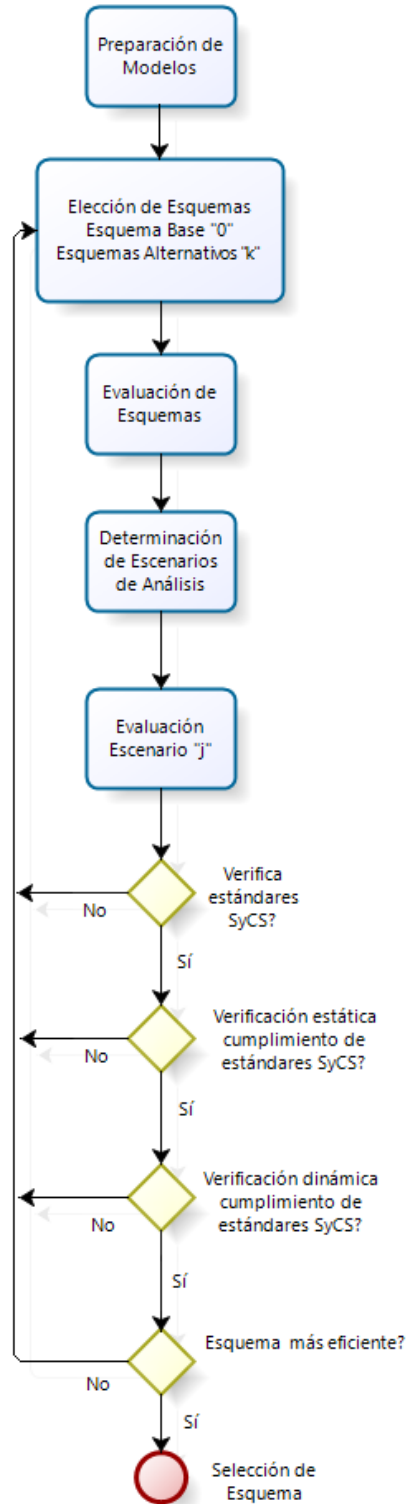 Preparación de
Modelos
Elección de Esquemas
Esquema Base "0"
Esquemas Alternativos "k"
Evaluación de
Esquemas
Determinación
de Escenarios
de Análisis
Evaluación
Escenario "j"
Verifica
estándares
SyCS?
No
Sí
Verificación estática
cumplimiento de
estándares SyCS?
No
Sí
Verificación dinámica
cumplimiento de
estándares SyCS?
No
Sí
Esquema más eficiente?
No
Sí
Selección de
Esquema